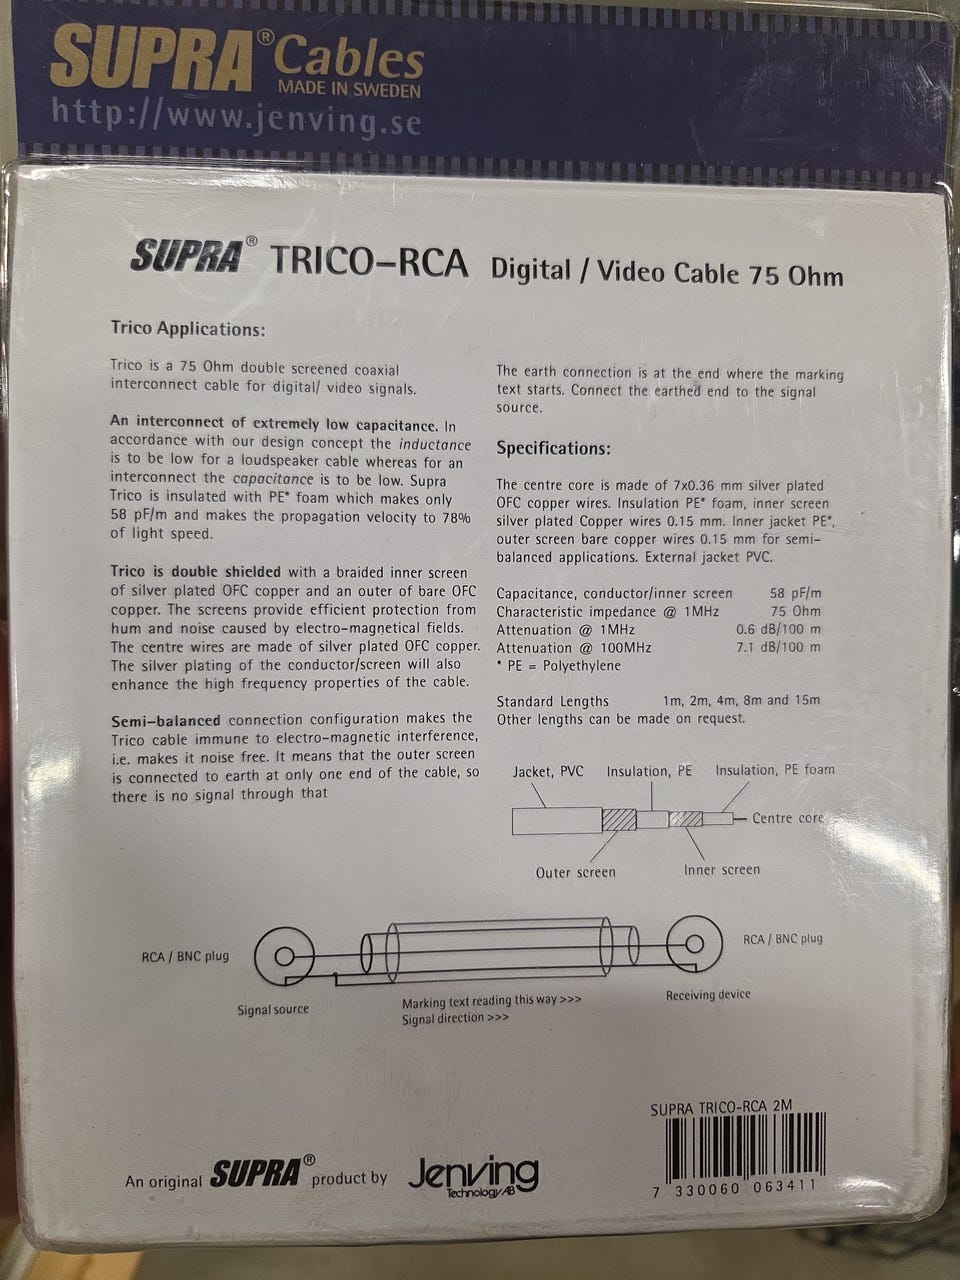 SUPRA® Cables
MADE IN SWEDEN
http://www.jenving.se
SUPRA® TRICO-RCA Digital / Video Cable 75 Ohm
Trico Applications:
Trico is a 75 Ohm double screened coaxial
interconnect cable for digital/ video signals.
An interconnect of extremely low capacitance. In
accordance with our design concept the inductance
is to be low for a loudspeaker cable whereas for an
interconnect the capacitance is to be low. Supra
Trico is insulated with PE* foam which makes only
58 pF/m and makes the propagation velocity to 78%
of light speed.
Trico is double shielded with a braided inner screen
of silver plated OFC copper and an outer of bare OFC
copper. The screens provide efficient protection from
hum and noise caused by electro-magnetical fields.
The centre wires are made of silver plated OFC copper.
The silver plating of the conductor/screen will also
enhance the high frequency properties of the cable.
Semi-balanced connection configuration makes the
Trico cable immune to electro-magnetic interference,
i.e. makes it noise free. It means that the outer screen
is connected to earth at only one end of the cable, so
there is no signal through that
The earth connection is at the end where the marking
text starts. Connect the earthed end to the signal
source.
Specifications:
The centre core is made of 7x0.36 mm silver plated
OFC copper wires. Insulation PE* foam, inner screen
silver plated Copper wires 0.15 mm. Inner jacket PE*,
outer screen bare copper wires 0.15 mm for semi-
balanced applications. External jacket PVC.
Capacitance, conductor/inner screen 58 pF/m
Characteristic impedance @ 1MHz 75 Ohm
Attenuation @ 1MHz 0.6 dB/100 m
Attenuation @ 100MHz 7.1 dB/100 m
* PE = Polyethylene
Standard Lengths 1m, 2m, 4m, 8m and 15m
Other lengths can be made on request.
Jacket, PVC Insulation, PE Insulation, PE foam
Centre core
Outer screen Inner screen
RCA / BNC plug
RCA / BNC plug
Signal source
Marking text reading this way >>>
Signal direction >>>
Receiving device
SUPRA TRICO-RCA 2M
7 330060 063411
An original SUPRA® product by Jenving
Technology AB